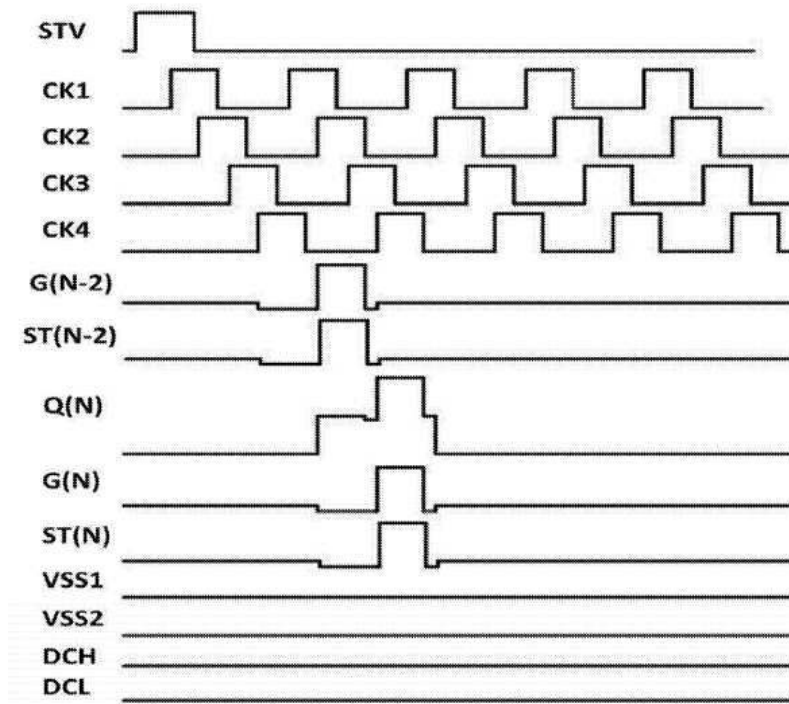 STV
CK1
CK2
CK3
CK4
G(N-2)
ST(N-2)
Q(N)
G(N)
ST(N)
VSS1
VSS2
DCH
DCL